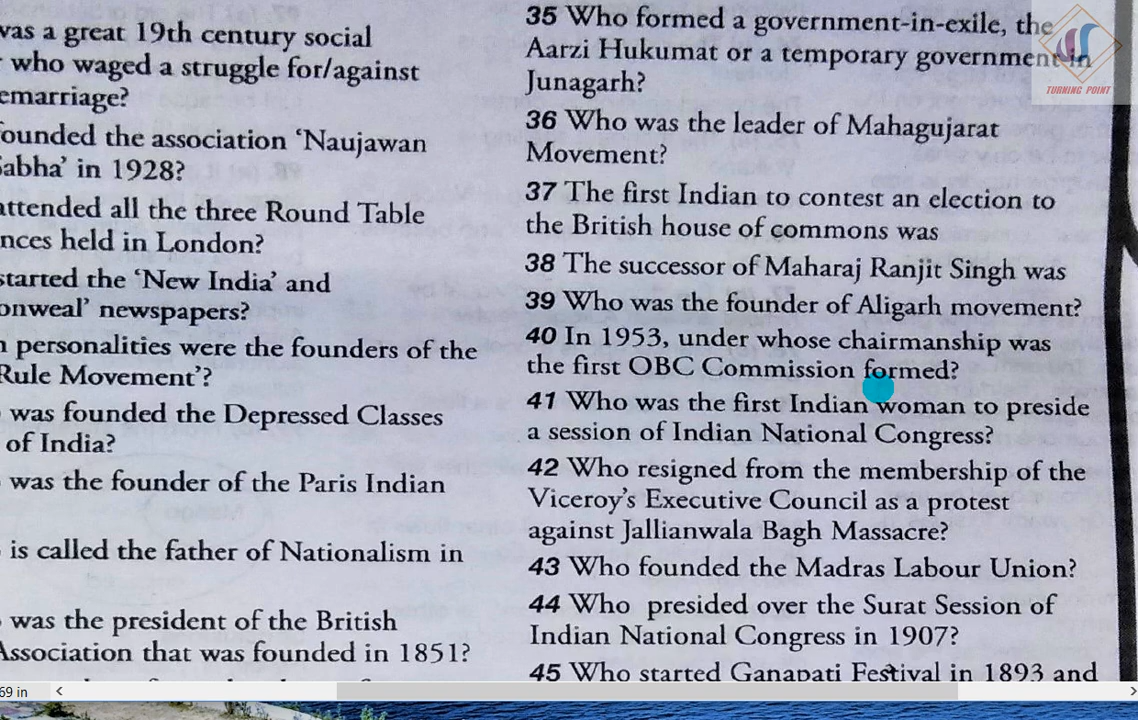 was a great 19th century social
who waged a struggle for/against
emarriage?
founded the association ‘Naujawan
Sabha’ in 1928?
attended all the three Round Table
nces held in London?
started the ‘New India’ and
onweal’ newspapers?
personalities were the founders of the
Rule Movement’?
was founded the Depressed Classes
of India?
was the founder of the Paris Indian
is called the father of Nationalism in
was the president of the British
Association that was founded in 1851?
35 Who formed a government-in-exile, the
Aarzi Hukumat or a temporary government in
Junagarh?
36 Who was the leader of Mahagujarat
Movement?
37 The first Indian to contest an election to
the British house of commons was
38 The successor of Maharaj Ranjit Singh was
39 Who was the founder of Aligarh movement?
40 In 1953, under whose chairmanship was
the first OBC Commission formed?
41 Who was the first Indian woman to preside
a session of Indian National Congress?
42 Who resigned from the membership of the
Viceroy’s Executive Council as a protest
against Jallianwala Bagh Massacre?
43 Who founded the Madras Labour Union?
44 Who presided over the Surat Session of
Indian National Congress in 1907?
45 Who started Ganapati Festival in 1893 and
TURNING POINT
69 in